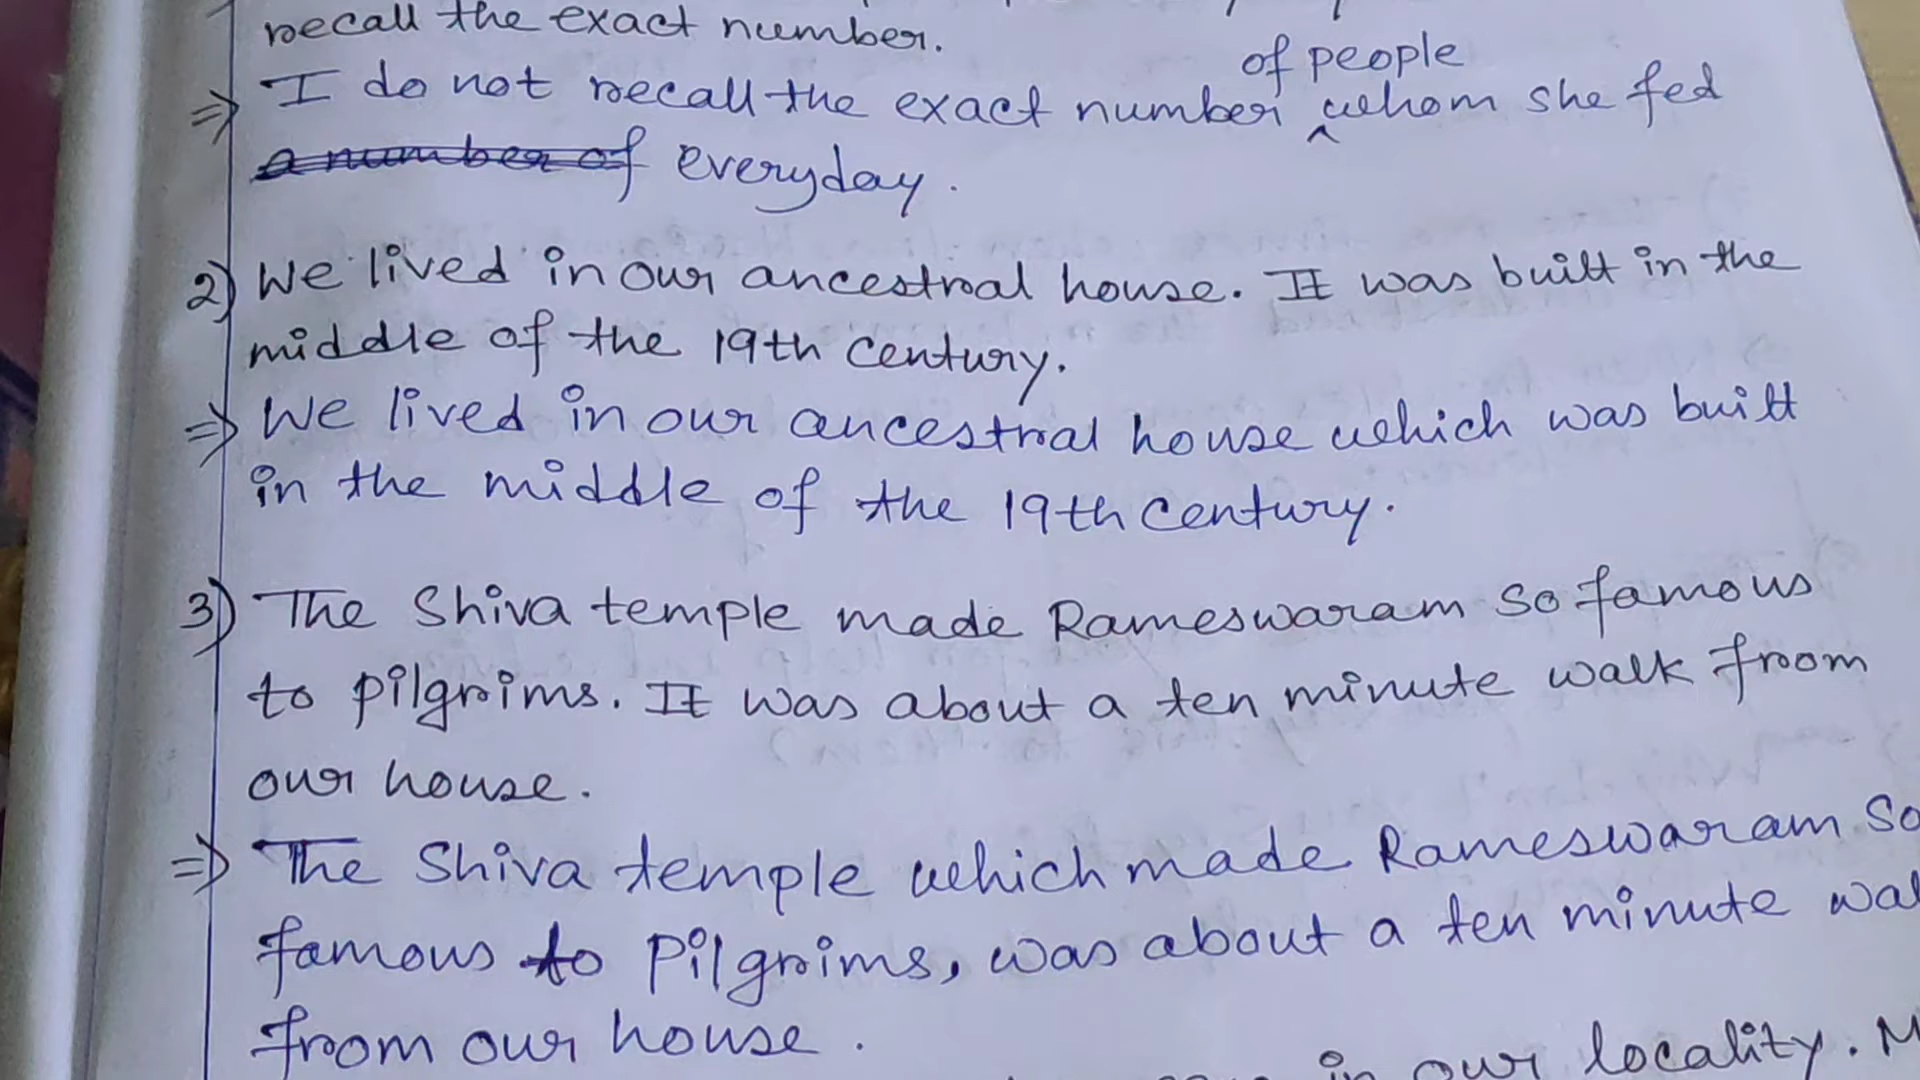 recall the exact number.
of people
⇒ I do not recall the exact number ^ whom she fed
a number of everyday.
2) We lived in our ancestral house. It was built in the
middle of the 19th century.
⇒ We lived in our ancestral house which was built
in the middle of the 19th century.
3) The Shiva temple made Rameswaram so famous
to pilgrims. It was about a ten minute walk from
our house.
⇒ The Shiva temple which made Rameswaram so
famous to pilgrims, was about a ten minute wal
from our house.
in our locality. M